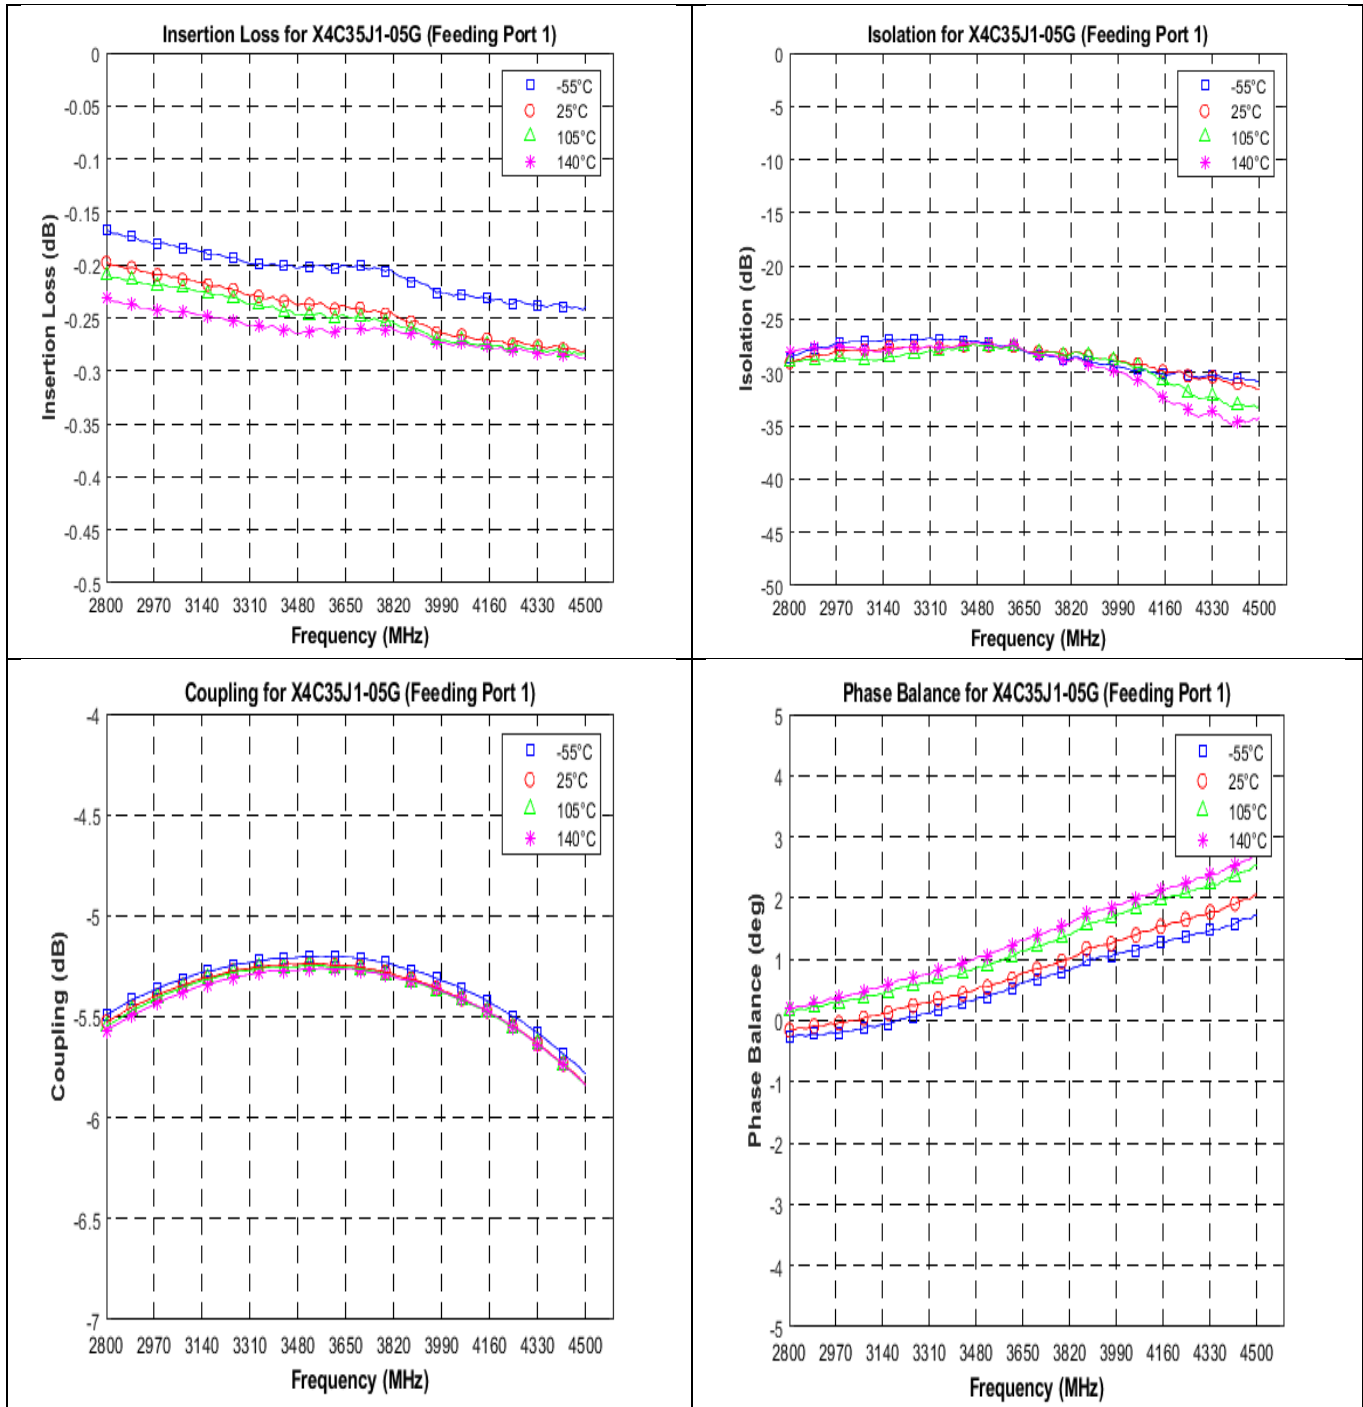 Insertion Loss for X4C35J1-05G (Feeding Port 1)
0
-0.05
-0.1
-0.15
-0.2
-0.25
-0.3
-0.35
-0.4
-0.45
-0.5
Insertion Loss (dB)
-55°C
25°C
105°C
140°C
2800 2970 3140 3310 3480 3650 3820 3990 4160 4330 4500
Frequency (MHz)
Isolation for X4C35J1-05G (Feeding Port 1)
0
-5
-10
-15
-20
-25
-30
-35
-40
-45
-50
Isolation (dB)
-55°C
25°C
105°C
140°C
2800 2970 3140 3310 3480 3650 3820 3990 4160 4330 4500
Frequency (MHz)
Coupling for X4C35J1-05G (Feeding Port 1)
-4
-4.5
-5
-5.5
-6
-6.5
-7
Coupling (dB)
-55°C
25°C
105°C
140°C
2800 2970 3140 3310 3480 3650 3820 3990 4160 4330 4500
Frequency (MHz)
Phase Balance for X4C35J1-05G (Feeding Port 1)
5
4
3
2
1
0
-1
-2
-3
-4
-5
Phase Balance (deg)
-55°C
25°C
105°C
140°C
2800 2970 3140 3310 3480 3650 3820 3990 4160 4330 4500
Frequency (MHz)